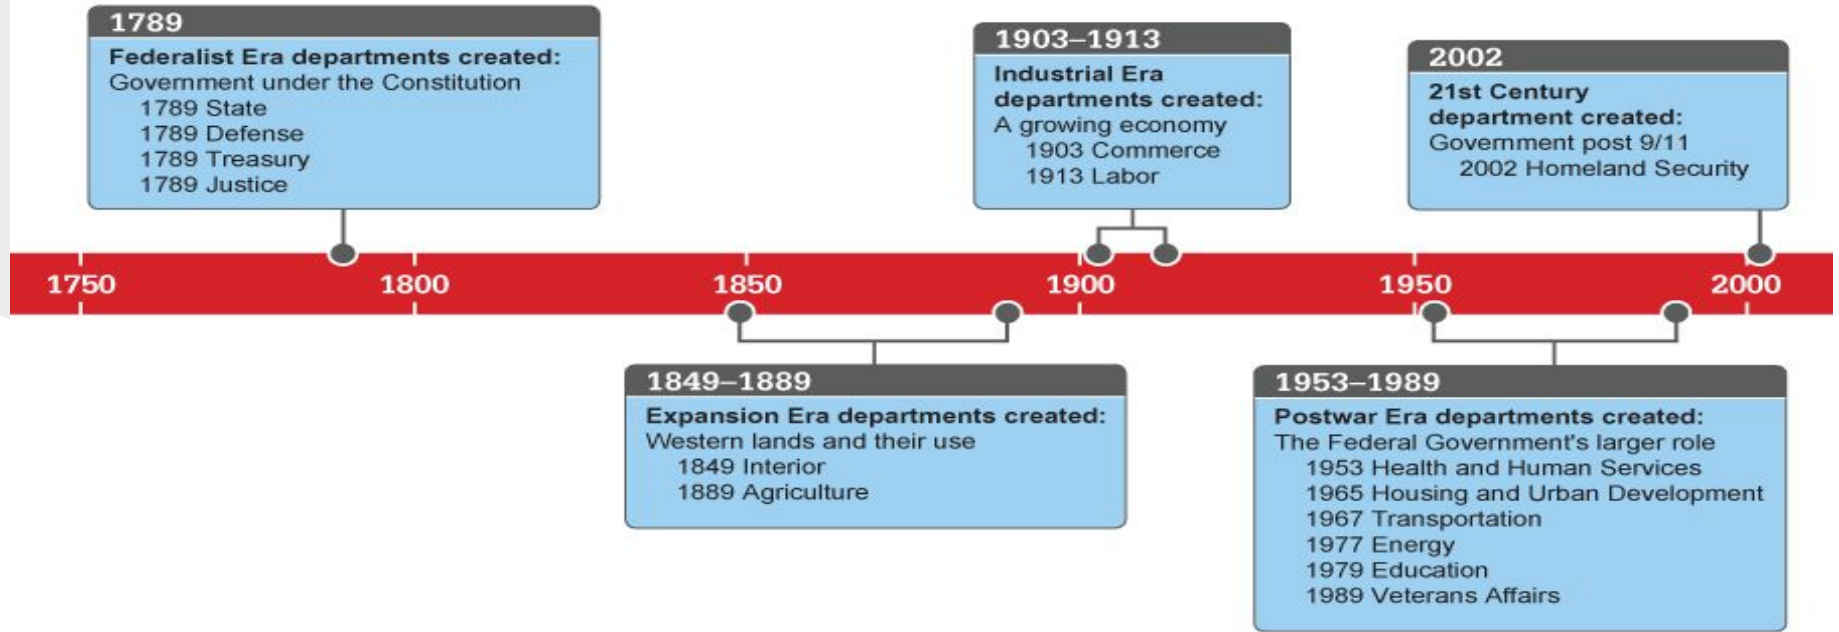 1789
Federalist Era departments created:
Government under the Constitution
1789 State
1789 Defense
1789 Treasury
1789 Justice
1903–1913
Industrial Era
departments created:
A growing economy
1903 Commerce
1913 Labor
2002
21st Century
department created:
Government post 9/11
2002 Homeland Security
1750
1800
1850
1900
1950
2000
1849–1889
Expansion Era departments created:
Western lands and their use
1849 Interior
1889 Agriculture
1953–1989
Postwar Era departments created:
The Federal Government's larger role
1953 Health and Human Services
1965 Housing and Urban Development
1967 Transportation
1977 Energy
1979 Education
1989 Veterans Affairs